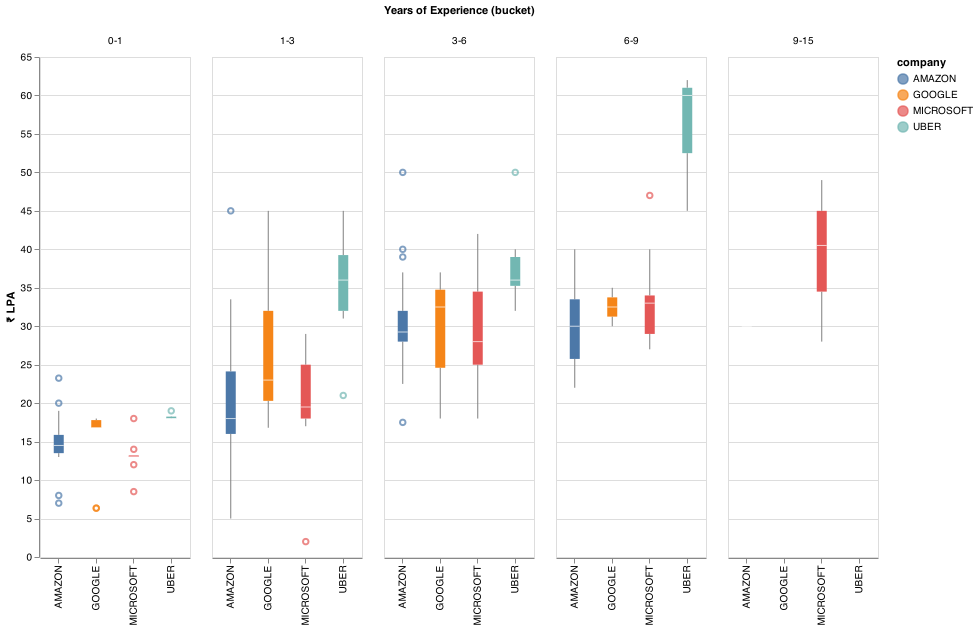 Years of Experience (bucket)
0-1 1-3 3-6 6-9 9-15
₹ LPA
65
60
55
50
45
40
35
30
25
20
15
10
5
0
AMAZON GOOGLE MICROSOFT UBER AMAZON GOOGLE MICROSOFT UBER AMAZON GOOGLE MICROSOFT UBER AMAZON GOOGLE MICROSOFT UBER AMAZON GOOGLE MICROSOFT UBER
company
AMAZON
GOOGLE
MICROSOFT
UBER